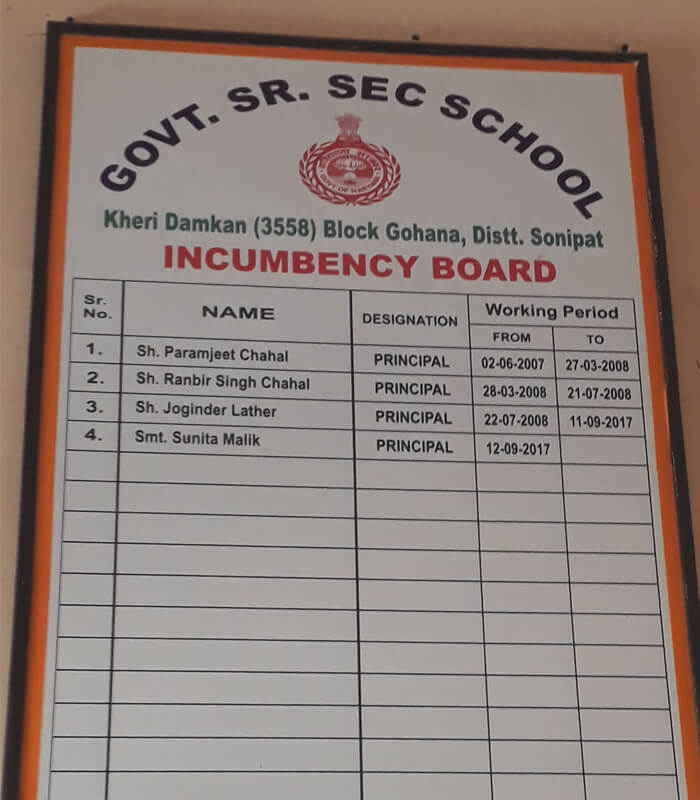 GOVT. SR. SEC SCHOOL
GOVT OF HARYANA
Kheri Damkan (3558) Block Gohana, Distt. Sonipat
INCUMBENCY BOARD
Sr. No. NAME DESIGNATION Working Period
FROM TO
1. Sh. Paramjeet Chahal PRINCIPAL 02-06-2007 27-03-2008
2. Sh. Ranbir Singh Chahal PRINCIPAL 28-03-2008 21-07-2008
3. Sh. Joginder Lather PRINCIPAL 22-07-2008 11-09-2017
4. Smt. Sunita Malik PRINCIPAL 12-09-2017